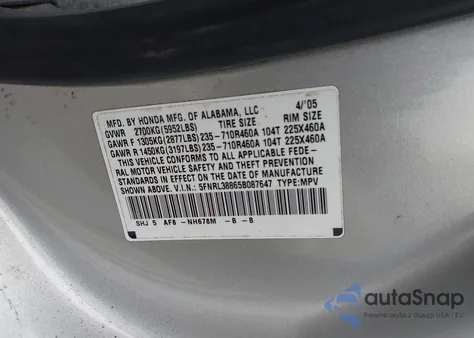 MFD. BY HONDA MFG. OF ALABAMA, LLC 4/'05
GVWR 2700KG(5952LBS) TIRE SIZE RIM SIZE
GAWR F 1305KG(2877LBS) 235-710R460A 104T 225X460A
GAWR R 1450KG(3197LBS) 235-710R460A 104T 225X460A
THIS VEHICLE CONFORMS TO ALL APPLICABLE FEDE-
RAL MOTOR VEHICLE SAFETY AND BUMPER STANDARDS
IN EFFECT ON THE DATE OF MANUFACTURE SHOWN
ABOVE. V.I.N: 5FNRL38865B087647 TYPE:MPV
SHJ 5 AF8 -NH678M -B -B
autoSnap